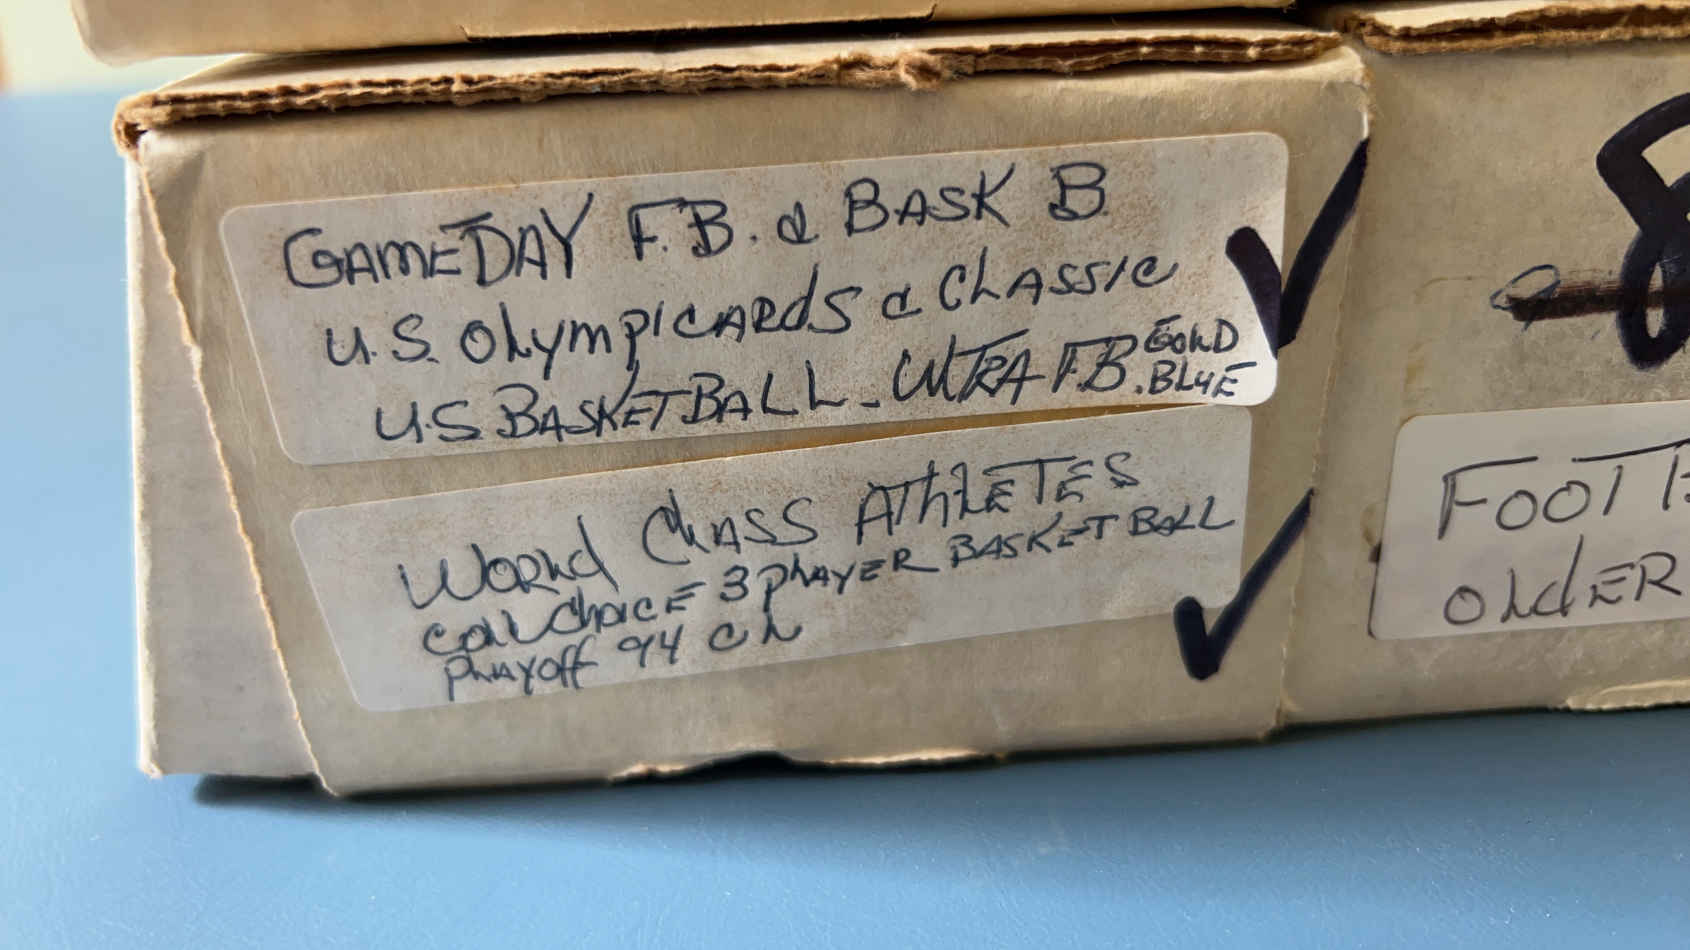 GAMEDAY F.B. & BASK B.
U.S. OLYMPICARDS & CLASSIC
U.S. BASKETBALL - ULTRA F.B. GOLD
BLUE
WORLD CLASS ATHLETES
COLL CHOICE 3 PLAYER BASKETBALL
PLAYOFF 94
FOOT
OLDER